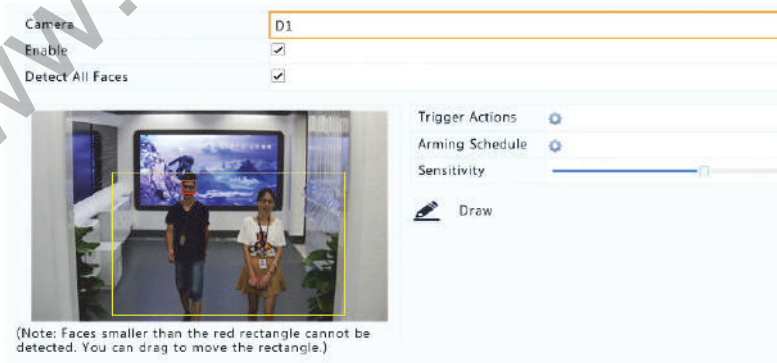 Camera D1
Enable
Detect All Faces
Trigger Actions
Arming Schedule
Sensitivity
Draw
(Note: Faces smaller than the red rectangle cannot be
detected. You can drag to move the rectangle.)